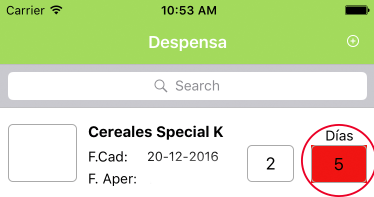 Carrier 10:53 AM
Despensa
Search
Cereales Special K
Días
F.Cad: 20-12-2016
2 5
F. Aper: